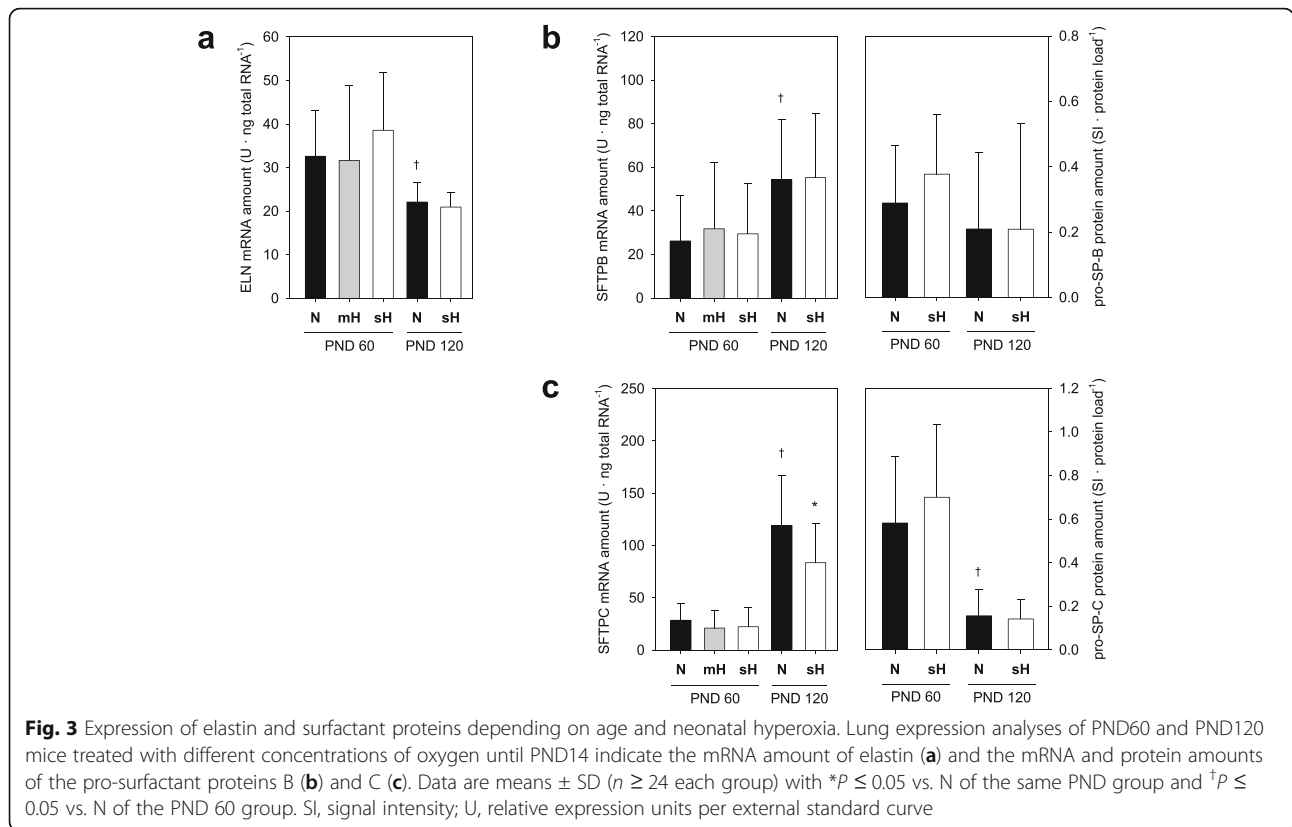 a
ELN mRNA amount (U · ng total RNA⁻¹)
60
50
40
30
20
10
0
N mH sH N sH
PND 60 PND 120
†
b
SFTPB mRNA amount (U · ng total RNA⁻¹)
120
100
80
60
40
20
0
†
N mH sH N sH
PND 60 PND 120
0.8
0.6
0.4
0.2
0.0
pro-SP-B protein amount (SI · protein load⁻¹)
N sH N sH
PND 60 PND 120
c
SFTPC mRNA amount (U · ng total RNA⁻¹)
250
200
150
100
50
0
†
*
N mH sH N sH
PND 60 PND 120
1.2
1.0
0.8
0.6
0.4
0.2
0.0
pro-SP-C protein amount (SI · protein load⁻¹)
†
N sH N sH
PND 60 PND 120
Fig. 3 Expression of elastin and surfactant proteins depending on age and neonatal hyperoxia. Lung expression analyses of PND60 and PND120
mice treated with different concentrations of oxygen until PND14 indicate the mRNA amount of elastin (a) and the mRNA and protein amounts
of the pro-surfactant proteins B (b) and C (c). Data are means ± SD (n ≥ 24 each group) with *P ≤ 0.05 vs. N of the same PND group and †P ≤
0.05 vs. N of the PND 60 group. SI, signal intensity; U, relative expression units per external standard curve